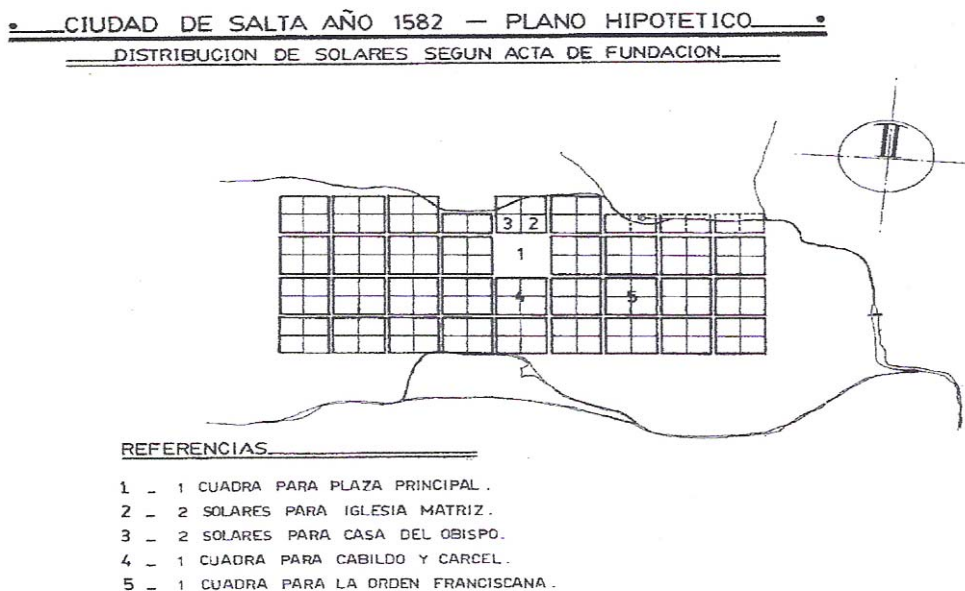 CIUDAD DE SALTA AÑO 1582 — PLANO HIPOTETICO
DISTRIBUCION DE SOLARES SEGUN ACTA DE FUNDACION
3 2
1
4 5
REFERENCIAS
1 _ 1 CUADRA PARA PLAZA PRINCIPAL.
2 _ 2 SOLARES PARA IGLESIA MATRIZ.
3 _ 2 SOLARES PARA CASA DEL OBISPO.
4 _ 1 CUADRA PARA CABILDO Y CARCEL.
5 _ 1 CUADRA PARA LA ORDEN FRANCISCANA.